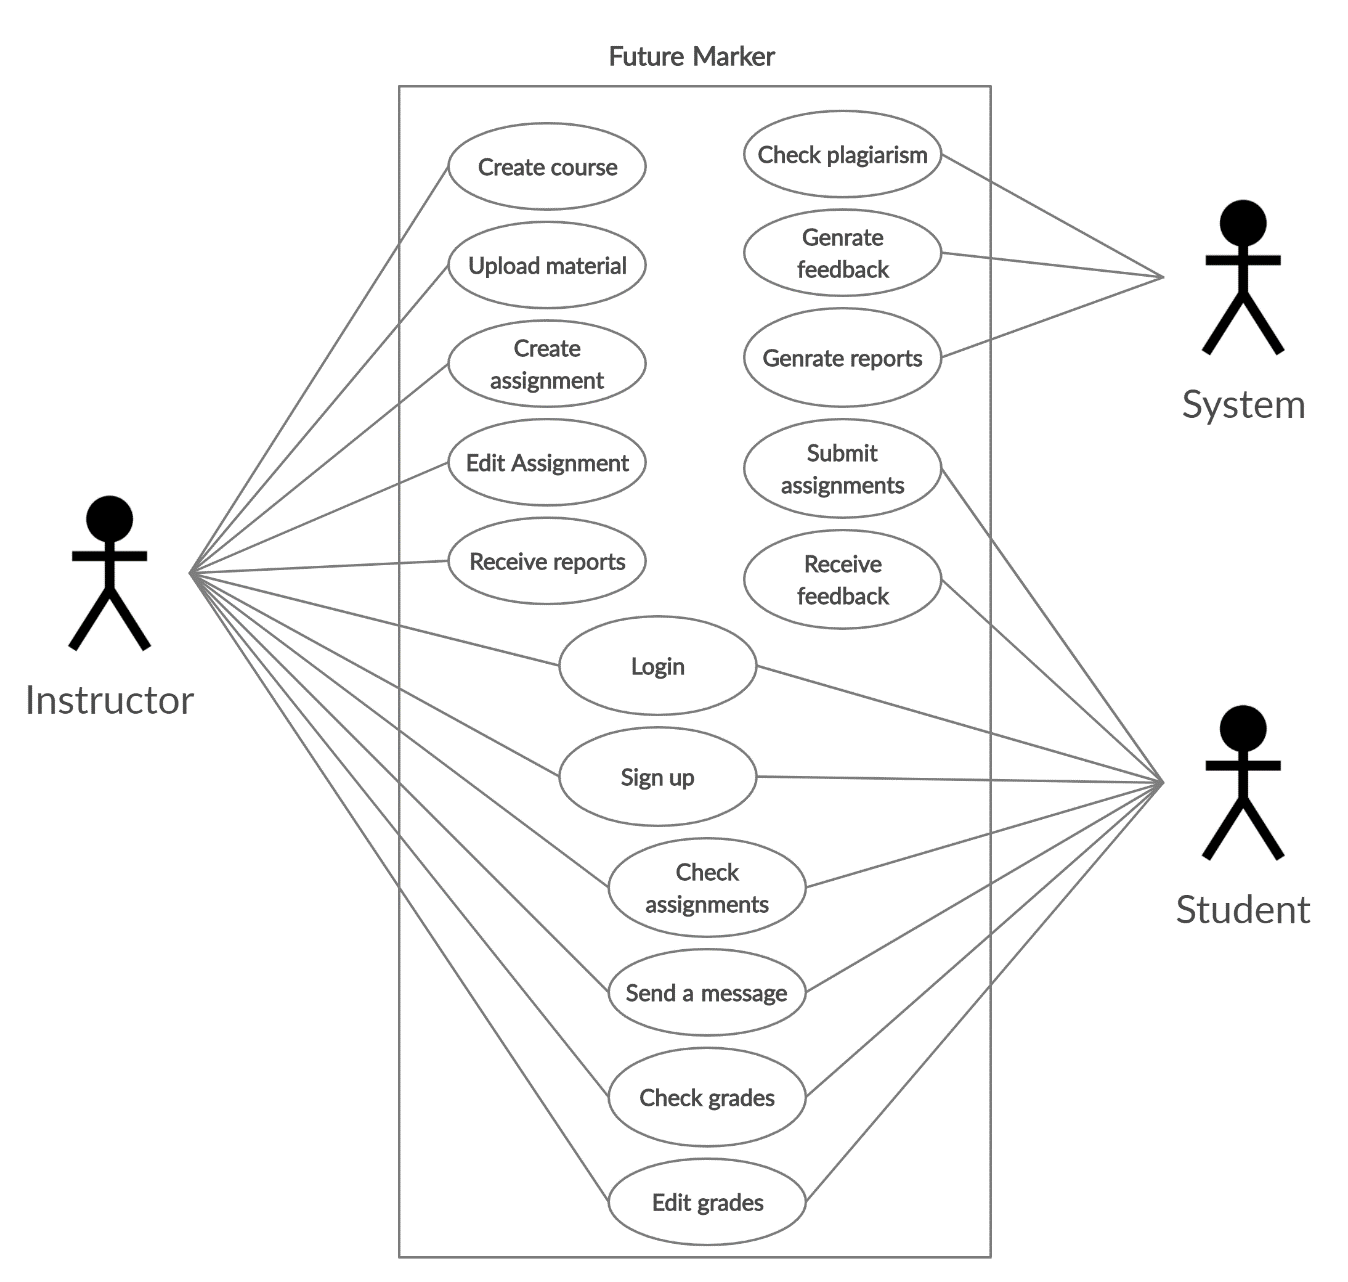 Future Marker
Create course
Upload material
Create
assignment
Edit Assignment
Receive reports
Check plagiarism
Genrate
feedback
Genrate reports
Submit
assignments
Receive
feedback
Login
Sign up
Check
assignments
Send a message
Check grades
Edit grades
Instructor
System
Student